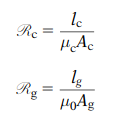 ℛc = lc / μcAc
ℛg = lg / μ0Ag